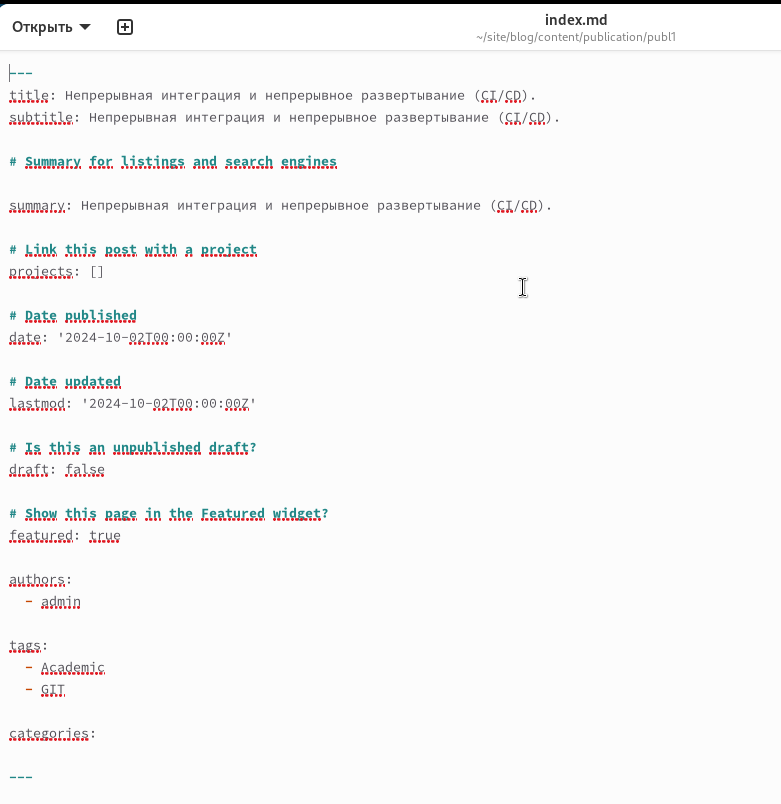 Открыть
index.md
~/site/blog/content/publication/publ1
---
title: Непрерывная интеграция и непрерывное развертывание (CI/CD).
subtitle: Непрерывная интеграция и непрерывное развертывание (CI/CD).
# Summary for listings and search engines
summary: Непрерывная интеграция и непрерывное развертывание (CI/CD).
# Link this post with a project
projects: []
# Date published
date: '2024-10-02T00:00:00Z'
# Date updated
lastmod: '2024-10-02T00:00:00Z'
# Is this an unpublished draft?
draft: false
# Show this page in the Featured widget?
featured: true
authors:
- admin
tags:
- Academic
- GIT
categories:
---